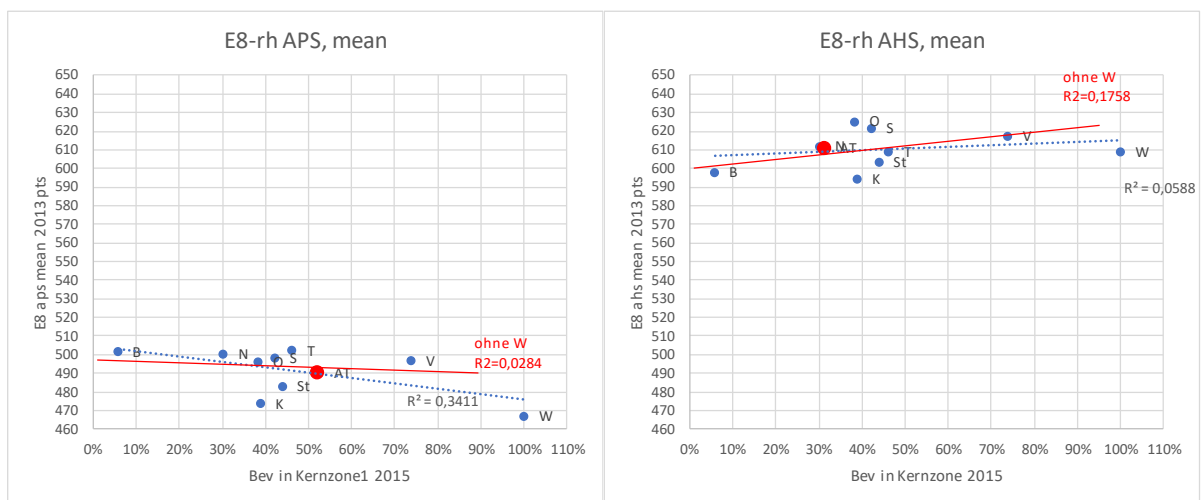 E8-rh APS, mean
E8 aps mean 2013 pts
650
640
630
620
610
600
590
580
570
560
550
540
530
520
510
500
490
480
470
460
B
N
O
S
T
K
St
AT
V
W
ohne W
R2=0,0284
R² = 0,3411
0% 10% 20% 30% 40% 50% 60% 70% 80% 90% 100% 110%
Bev in Kernzone1 2015
E8-rh AHS, mean
E8 ahs mean 2013 pts
650
640
630
620
610
600
590
580
570
560
550
540
530
520
510
500
490
480
470
460
ohne W
R2=0,1758
O
S
V
N
AT
T
W
St
B
K
R² = 0,0588
0% 10% 20% 30% 40% 50% 60% 70% 80% 90% 100% 110%
Bev in Kernzone 2015